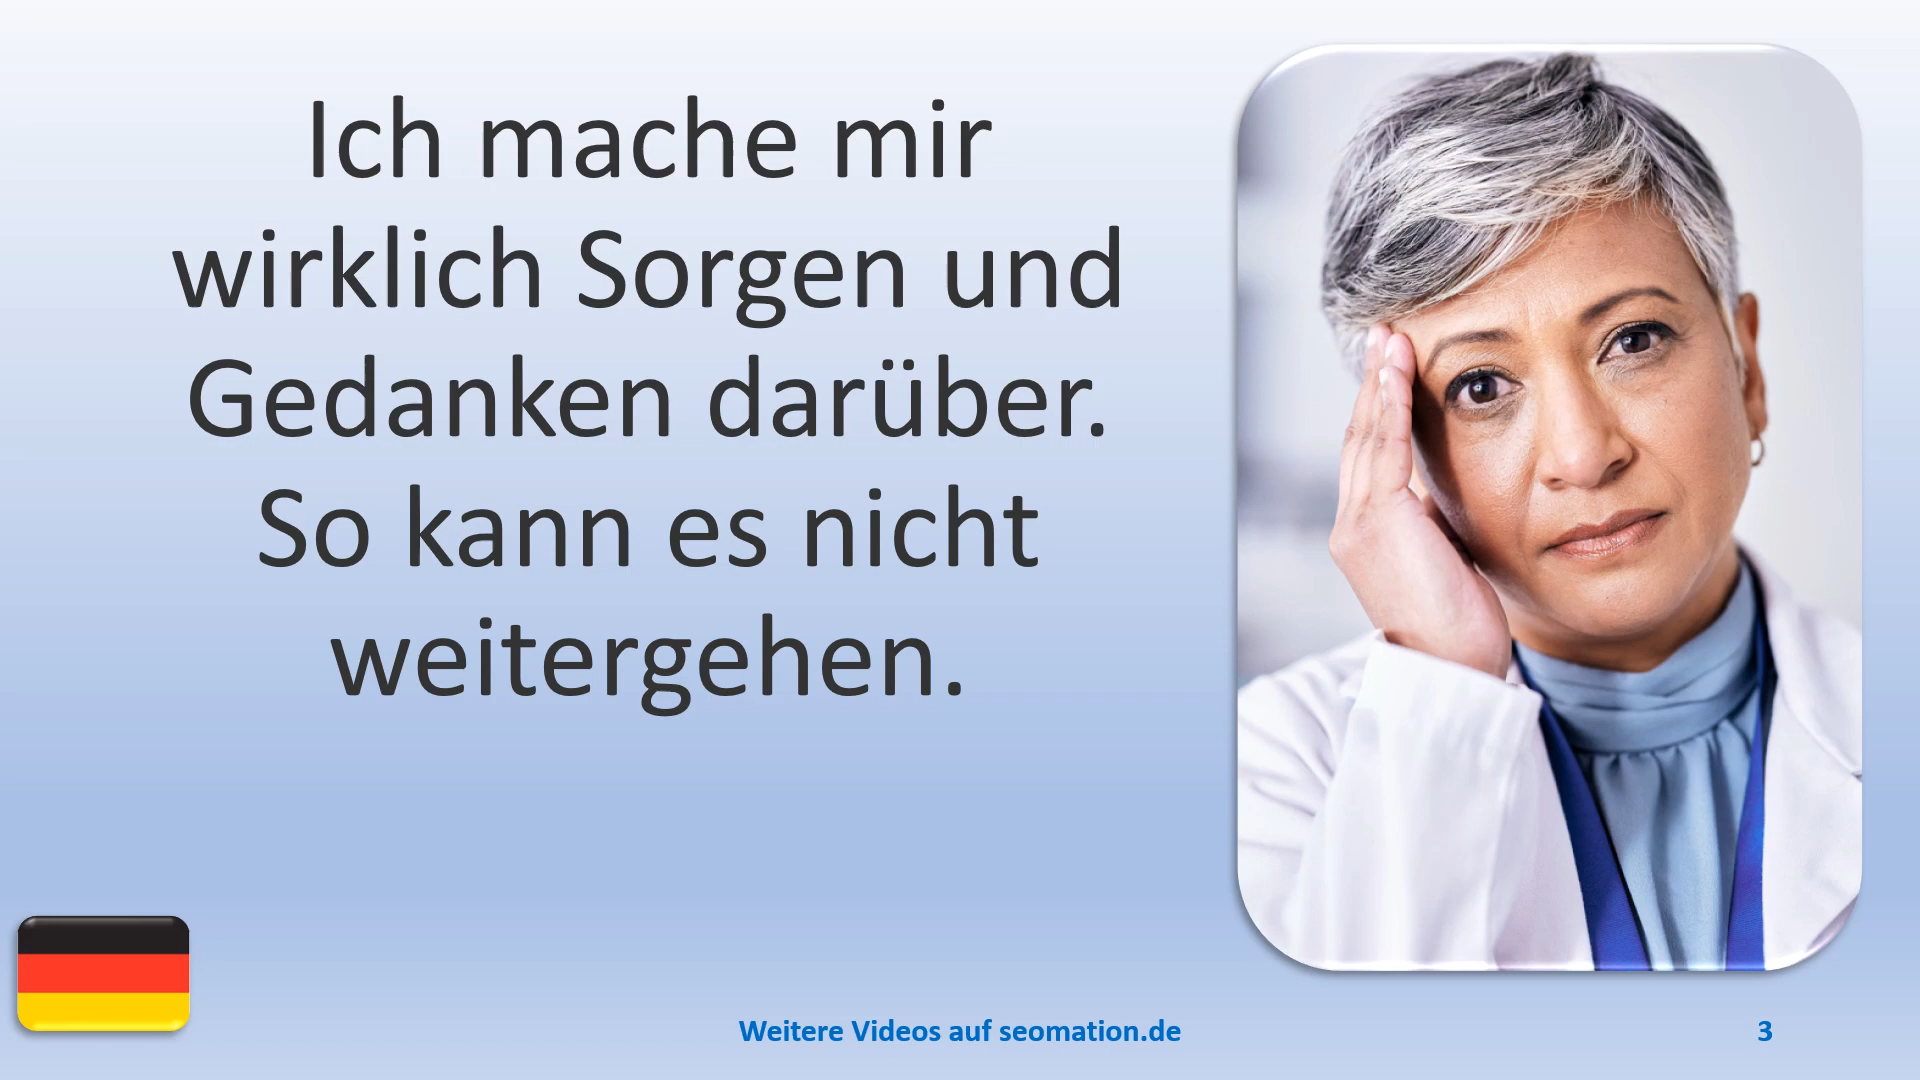 Ich mache mir
wirklich Sorgen und
Gedanken darüber.
So kann es nicht
weitergehen.
Weitere Videos auf seomation.de
3